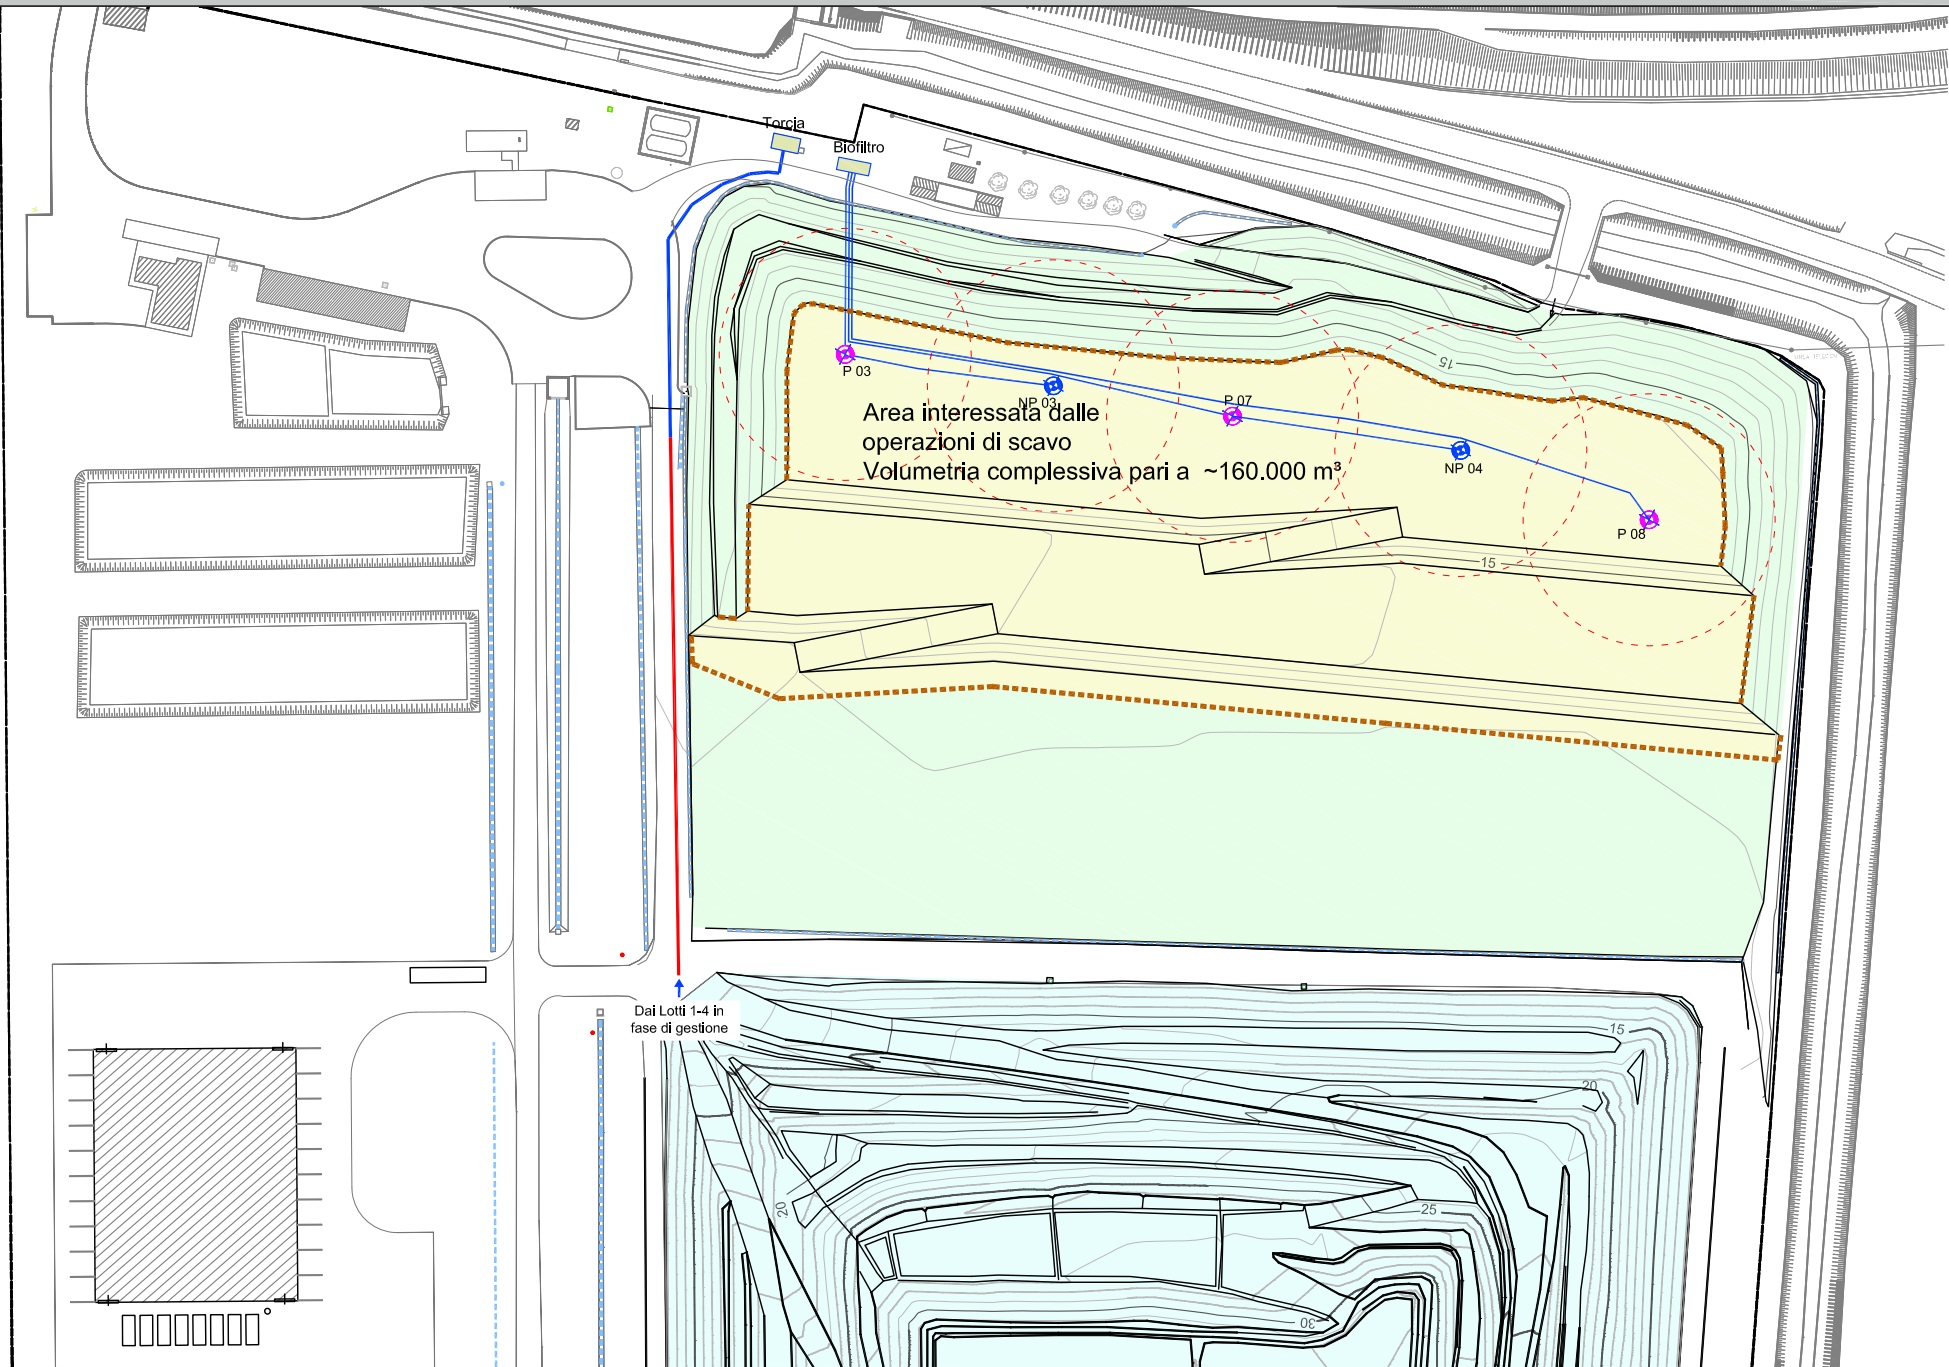 Torcia
Biofiltro
15
P 03
NP 03
P 07
Area interessata dalle
operazioni di scavo
Volumetria complessiva pari a ~160.000 m³
NP 04
P 08
15
Dai Lotti 1-4 in
fase di gestione
15
20
20
25
30